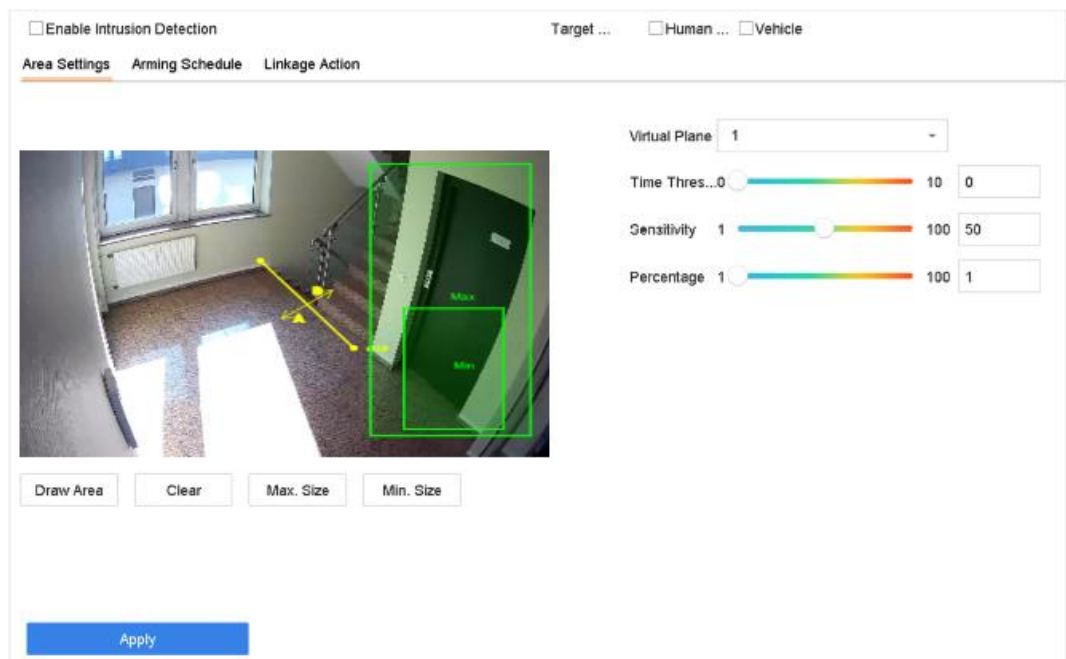 Enable Intrusion Detection
Target ...
Human ...
Vehicle
Area Settings
Arming Schedule
Linkage Action
Virtual Plane 1
Time Thres...0 10 0
Sensitivity 1 100 50
Percentage 1 100 1
Max
Min
Draw Area
Clear
Max. Size
Min. Size
Apply